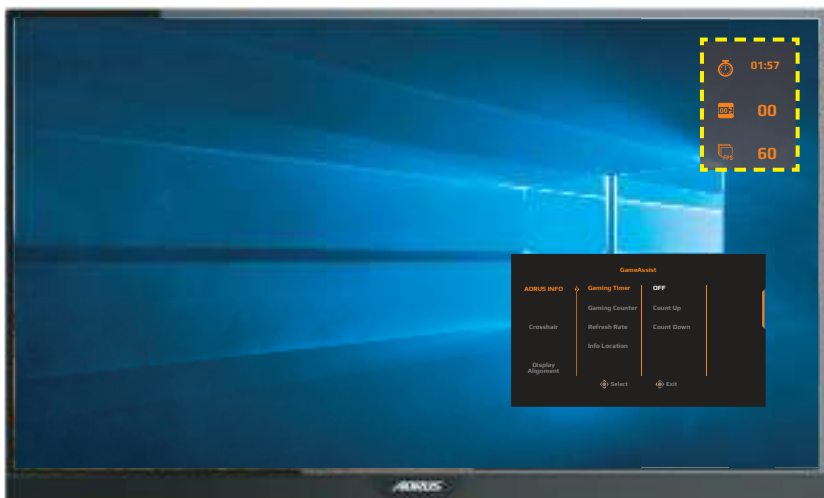 01:57
00
FPS 60
GameAssist
AORUS INFO Gaming Timer OFF
Gaming Counter Count Up
Crosshair Refresh Rate Count Down
Info Location
Display
Alignment
Select Exit
AORUS